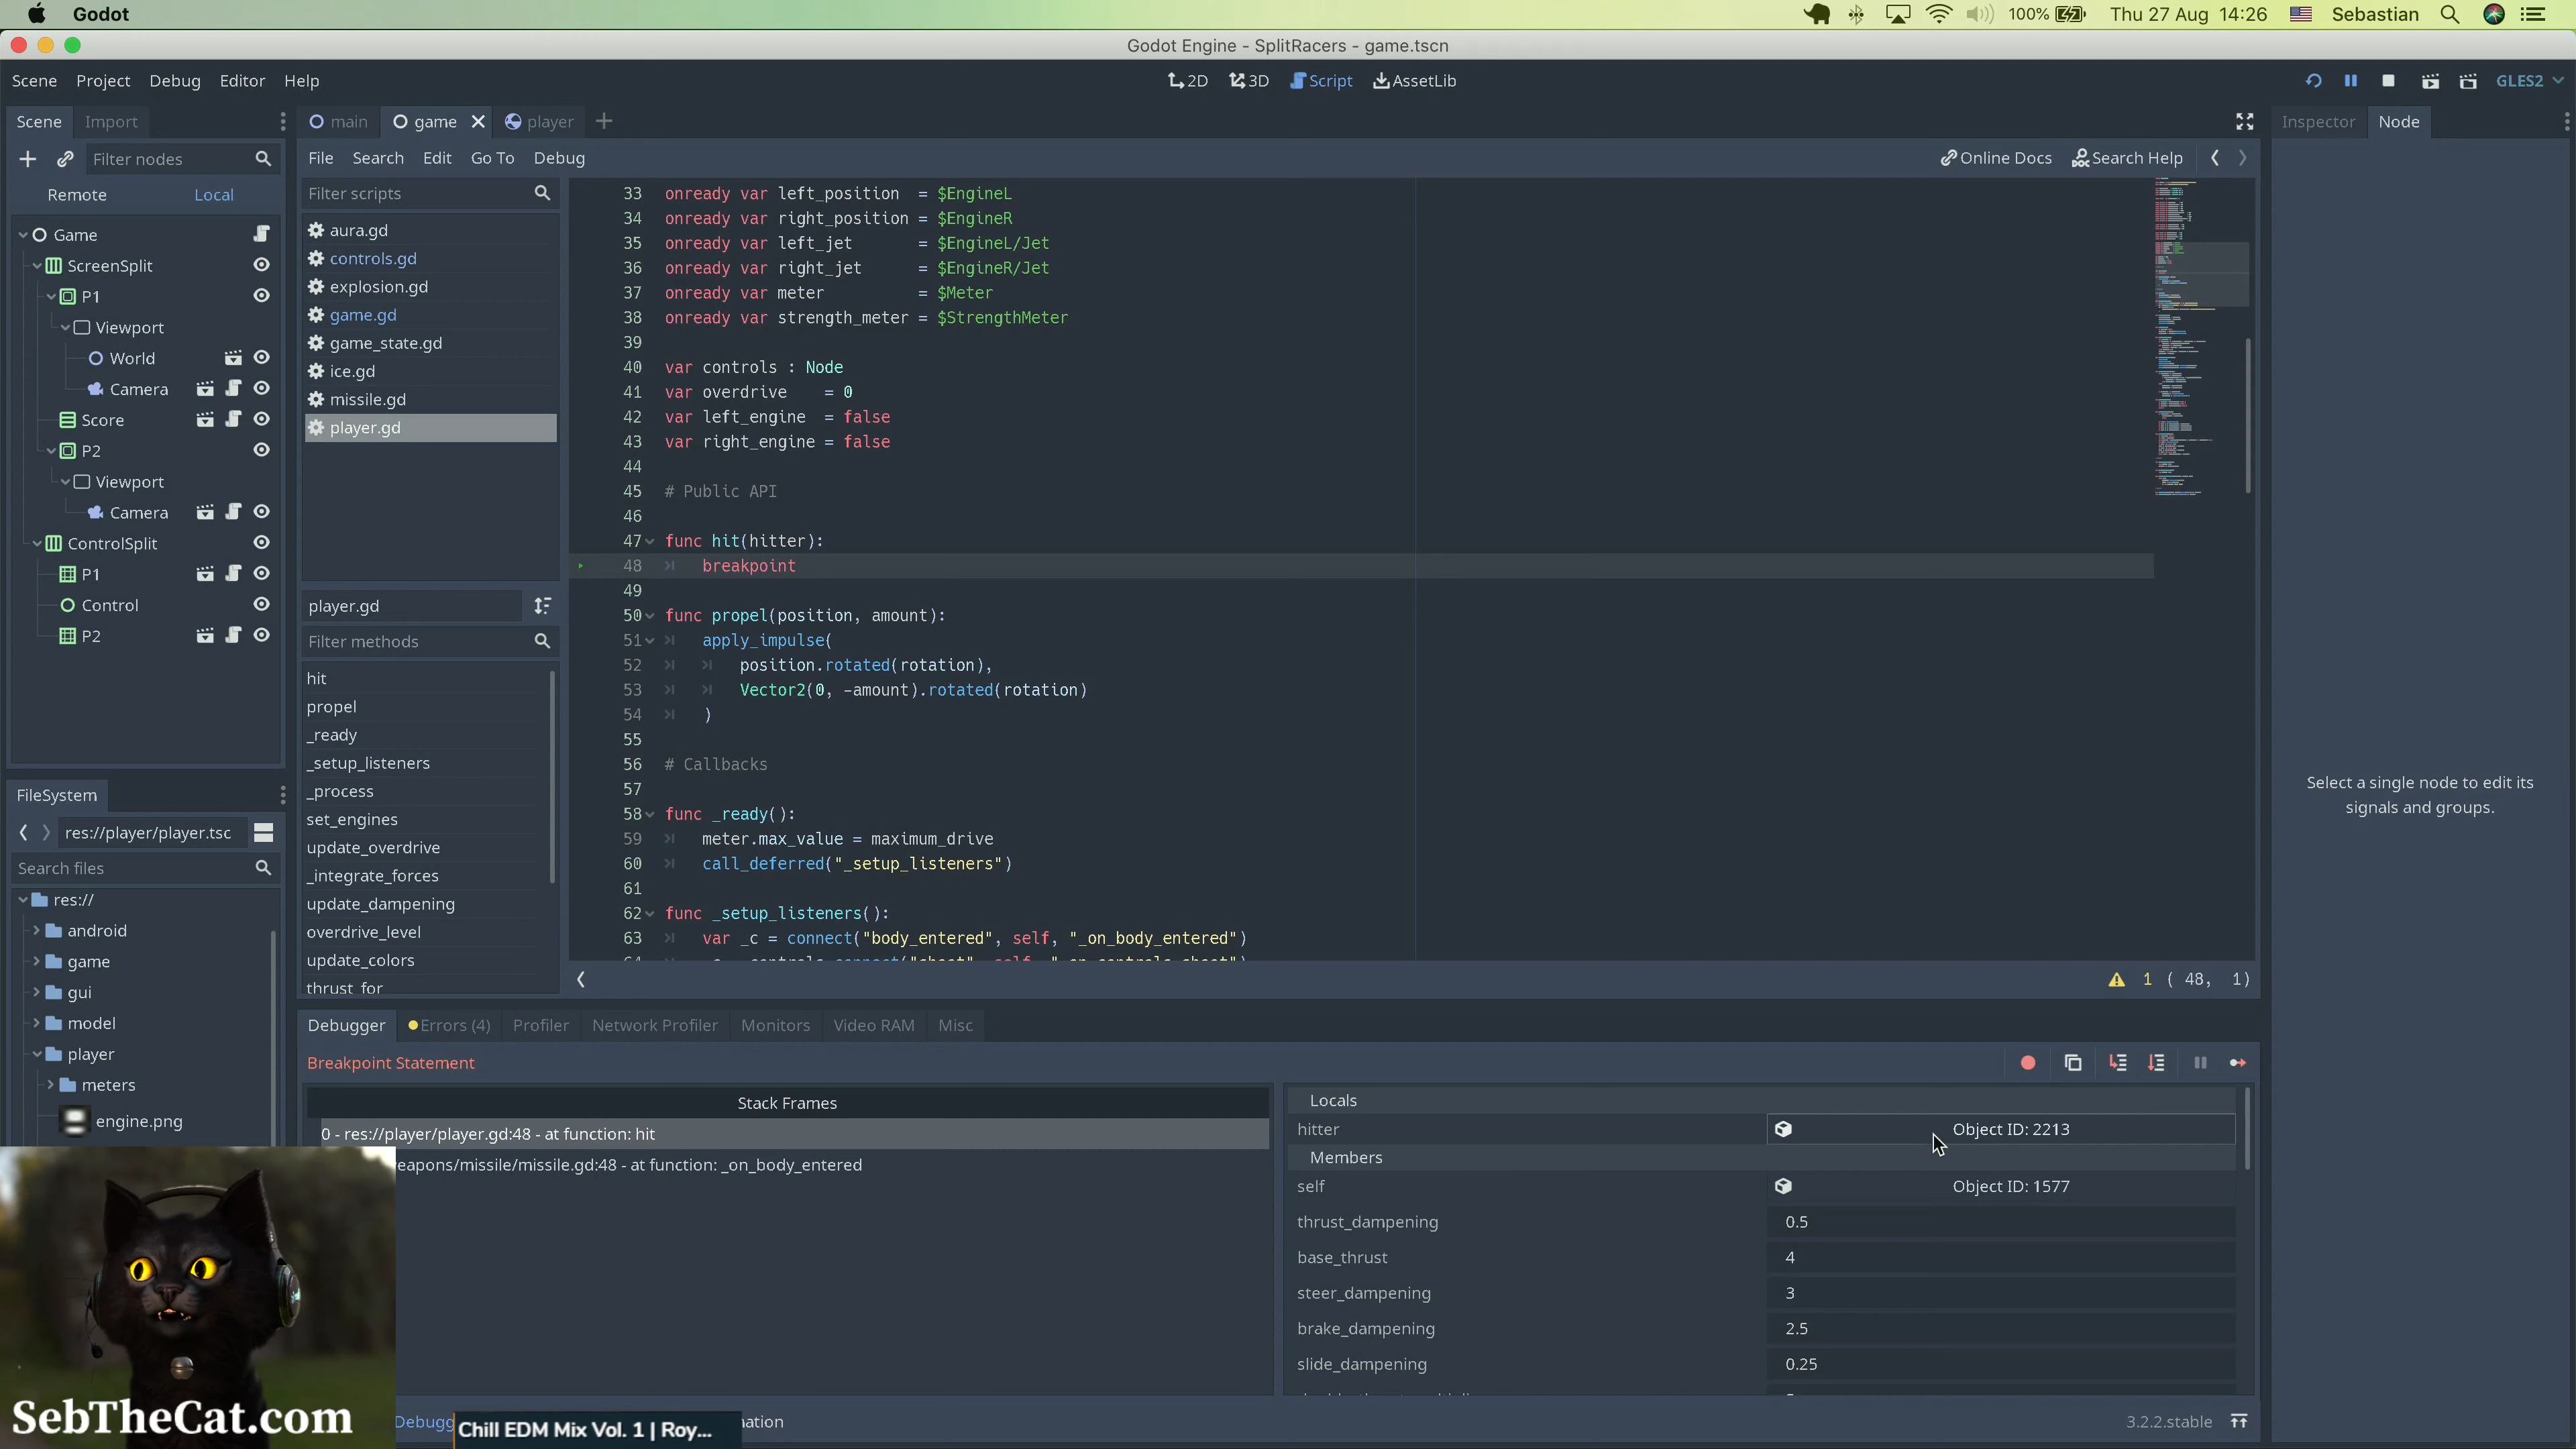 Godot
100%
Thu 27 Aug 14:26
Sebastian
Godot Engine - SplitRacers - game.tscn
Scene Project Debug Editor Help
2D 3D Script AssetLib
GLES2
Scene Import
main game player
Inspector Node
Filter nodes
File Search Edit Go To Debug
Online Docs Search Help
Remote Local
Game
ScreenSplit
P1
Viewport
World
Camera
Score
P2
Viewport
Camera
ControlSplit
P1
Control
P2
Filter scripts
aura.gd
controls.gd
explosion.gd
game.gd
game_state.gd
ice.gd
missile.gd
player.gd
player.gd
Filter methods
hit
propel
_ready
_setup_listeners
_process
set_engines
update_overdrive
_integrate_forces
update_dampening
overdrive_level
update_colors
thrust_for
33 onready var left_position = $EngineL
34 onready var right_position = $EngineR
35 onready var left_jet = $EngineL/Jet
36 onready var right_jet = $EngineR/Jet
37 onready var meter = $Meter
38 onready var strength_meter = $StrengthMeter
39
40 var controls : Node
41 var overdrive = 0
42 var left_engine = false
43 var right_engine = false
44
45 # Public API
46
47 func hit(hitter):
48 breakpoint
49
50 func propel(position, amount):
51 apply_impulse(
52 position.rotated(rotation),
53 Vector2(0, -amount).rotated(rotation)
54 )
55
56 # Callbacks
57
58 func _ready():
59 meter.max_value = maximum_drive
60 call_deferred("_setup_listeners")
61
62 func _setup_listeners():
63 var _c = connect("body_entered", self, "_on_body_entered")
1 ( 48, 1)
Select a single node to edit its
signals and groups.
FileSystem
res://player/player.tsc
Search files
res://
android
game
gui
model
player
meters
engine.png
Debugger Errors (4) Profiler Network Profiler Monitors Video RAM Misc
Breakpoint Statement
Stack Frames
0 - res://player/player.gd:48 - at function: hit
eapons/missile/missile.gd:48 - at function: _on_body_entered
Locals
hitter Object ID: 2213
Members
self Object ID: 1577
thrust_dampening 0.5
base_thrust 4
steer_dampening 3
brake_dampening 2.5
slide_dampening 0.25
SebTheCat.com
Debugg
Chill EDM Mix Vol. 1 | Roy...
ation
3.2.2.stable